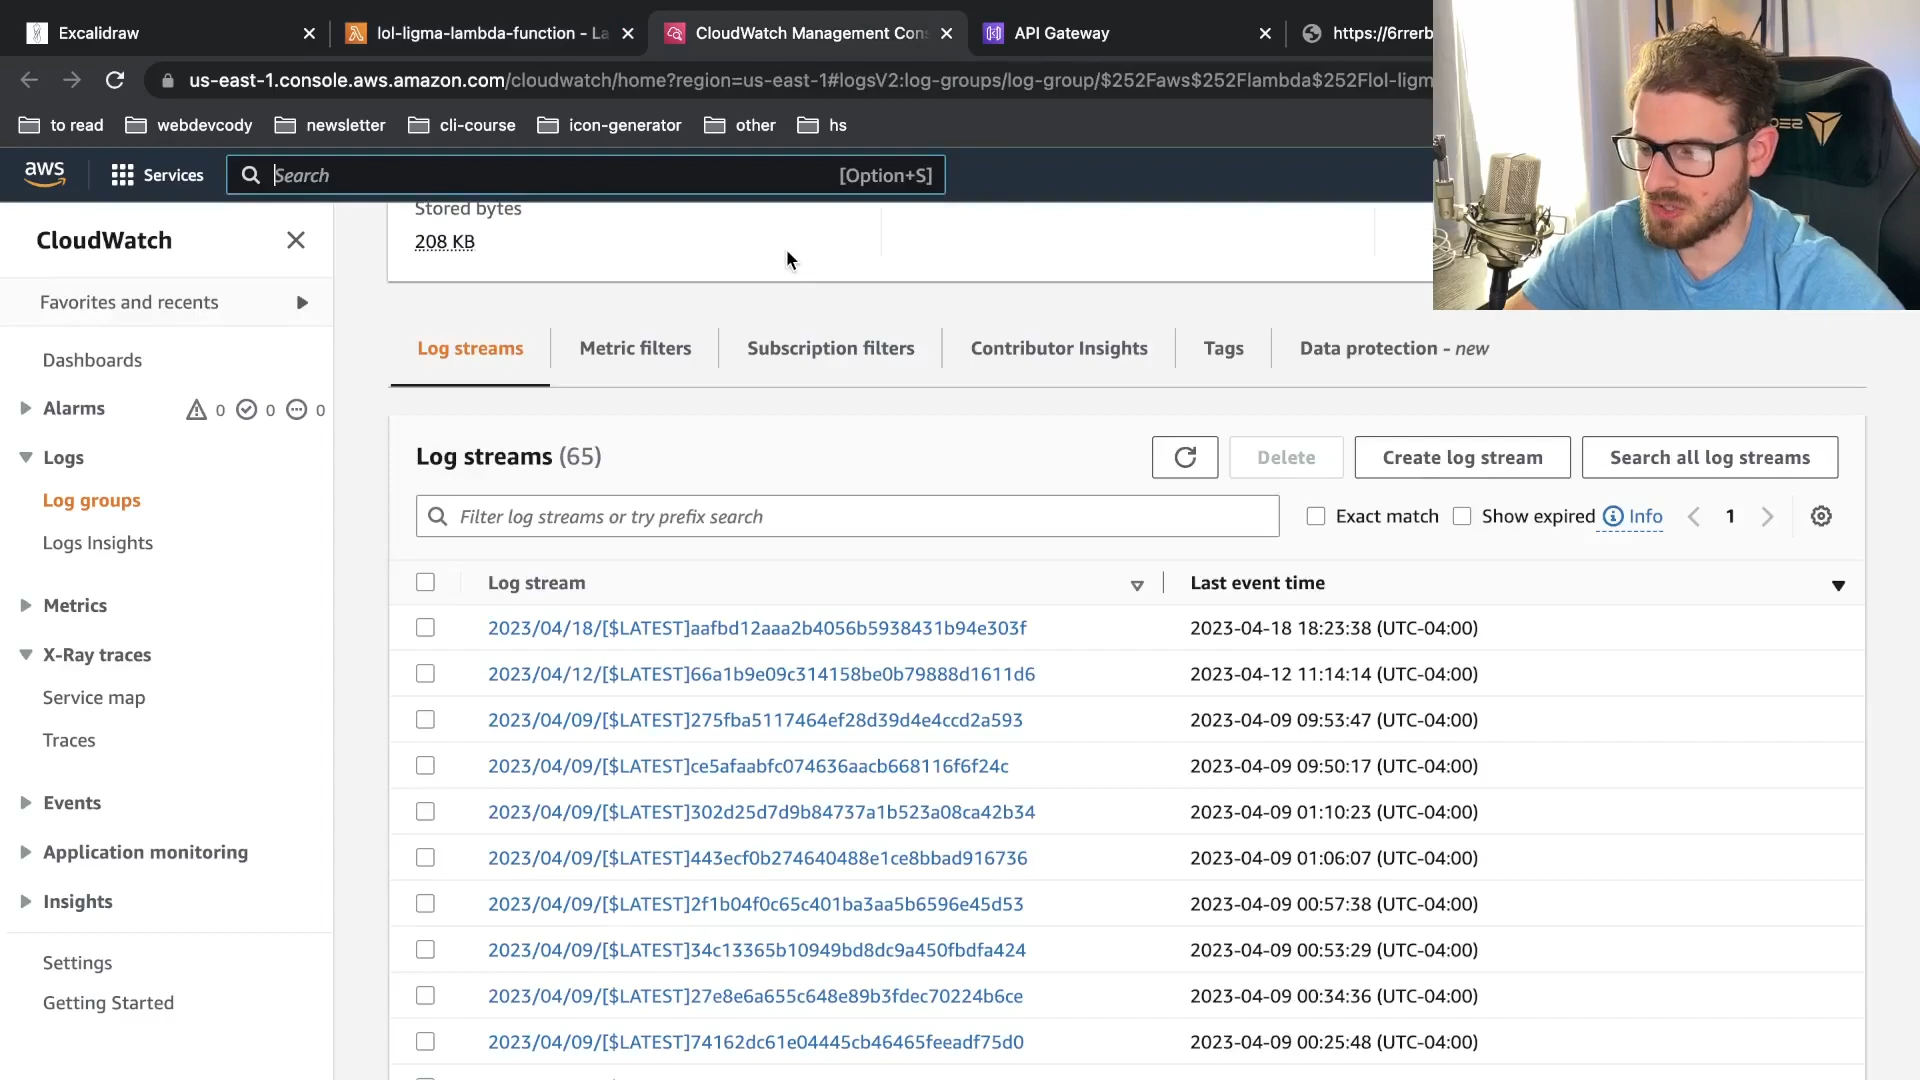 Excalidraw
lol-ligma-lambda-function - La
CloudWatch Management Con
API Gateway
https://6rrerb
us-east-1.console.aws.amazon.com/cloudwatch/home?region=us-east-1#logsV2:log-groups/log-group/$252Faws$252Flambda$252Flol-ligm
to read
webdevcody
newsletter
cli-course
icon-generator
other
hs
aws
Services
Search
[Option+S]
CloudWatch
Favorites and recents
Dashboards
Alarms 0 0 0
Logs
Log groups
Logs Insights
Metrics
X-Ray traces
Service map
Traces
Events
Application monitoring
Insights
Settings
Getting Started
Stored bytes
208 KB
Log streams
Metric filters
Subscription filters
Contributor Insights
Tags
Data protection - new
Log streams (65)
Delete
Create log stream
Search all log streams
Filter log streams or try prefix search
Exact match
Show expired
Info
1
Log stream
Last event time
2023/04/18/[$LATEST]aafbd12aaa2b4056b5938431b94e303f 2023-04-18 18:23:38 (UTC-04:00)
2023/04/12/[$LATEST]66a1b9e09c314158be0b79888d1611d6 2023-04-12 11:14:14 (UTC-04:00)
2023/04/09/[$LATEST]275fba5117464ef28d39d4e4ccd2a593 2023-04-09 09:53:47 (UTC-04:00)
2023/04/09/[$LATEST]ce5afaabfc074636aacb668116f6f24c 2023-04-09 09:50:17 (UTC-04:00)
2023/04/09/[$LATEST]302d25d7d9b84737a1b523a08ca42b34 2023-04-09 01:10:23 (UTC-04:00)
2023/04/09/[$LATEST]443ecf0b274640488e1ce8bbad916736 2023-04-09 01:06:07 (UTC-04:00)
2023/04/09/[$LATEST]2f1b04f0c65c401ba3aa5b6596e45d53 2023-04-09 00:57:38 (UTC-04:00)
2023/04/09/[$LATEST]34c13365b10949bd8dc9a450fbdfa424 2023-04-09 00:53:29 (UTC-04:00)
2023/04/09/[$LATEST]27e8e6a655c648e89b3fdec70224b6ce 2023-04-09 00:34:36 (UTC-04:00)
2023/04/09/[$LATEST]74162dc61e04445cb46465feeadf75d0 2023-04-09 00:25:48 (UTC-04:00)